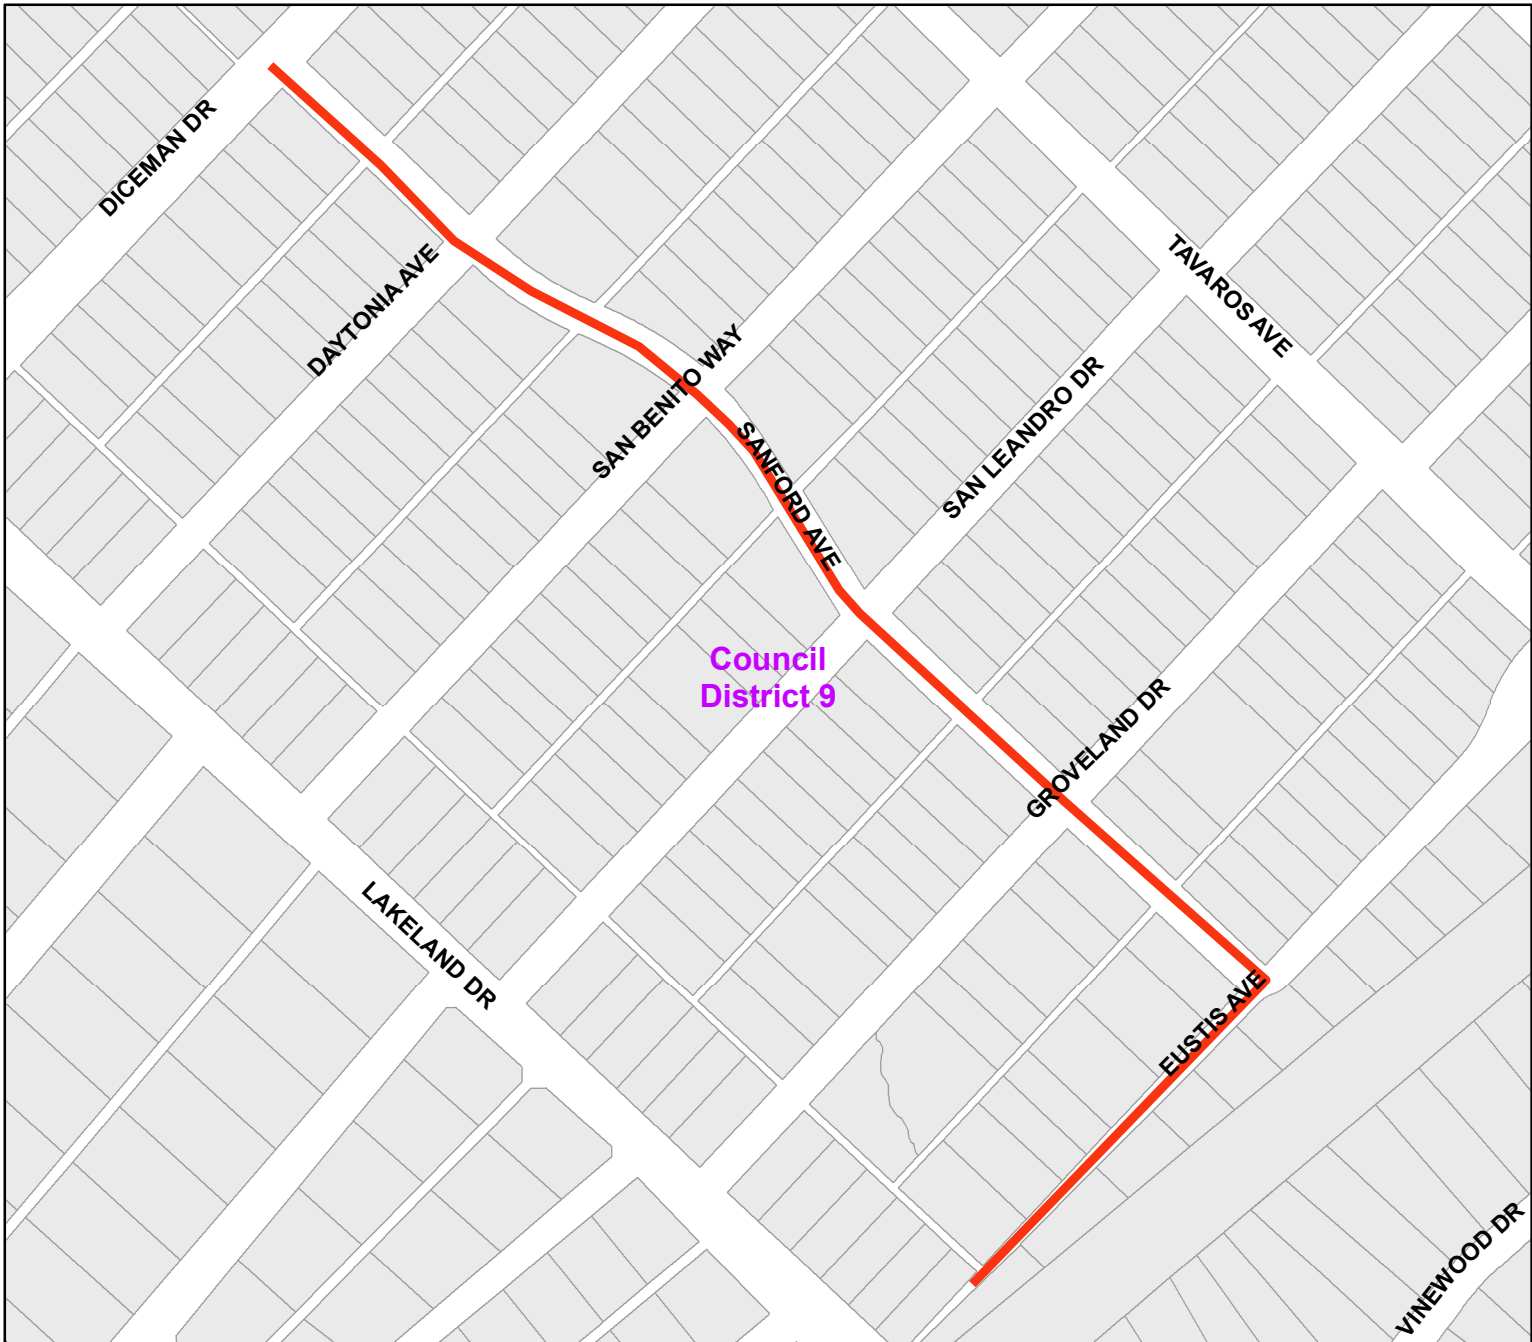 DICEMAN DR
DAYTONIA AVE
TAVAROS AVE
SAN BENITO WAY
SAN LEANDRO DR
SANFORD AVE
Council
District 9
GROVELAND DR
LAKELAND DR
EUSTIS AVE
VINEWOOD DR